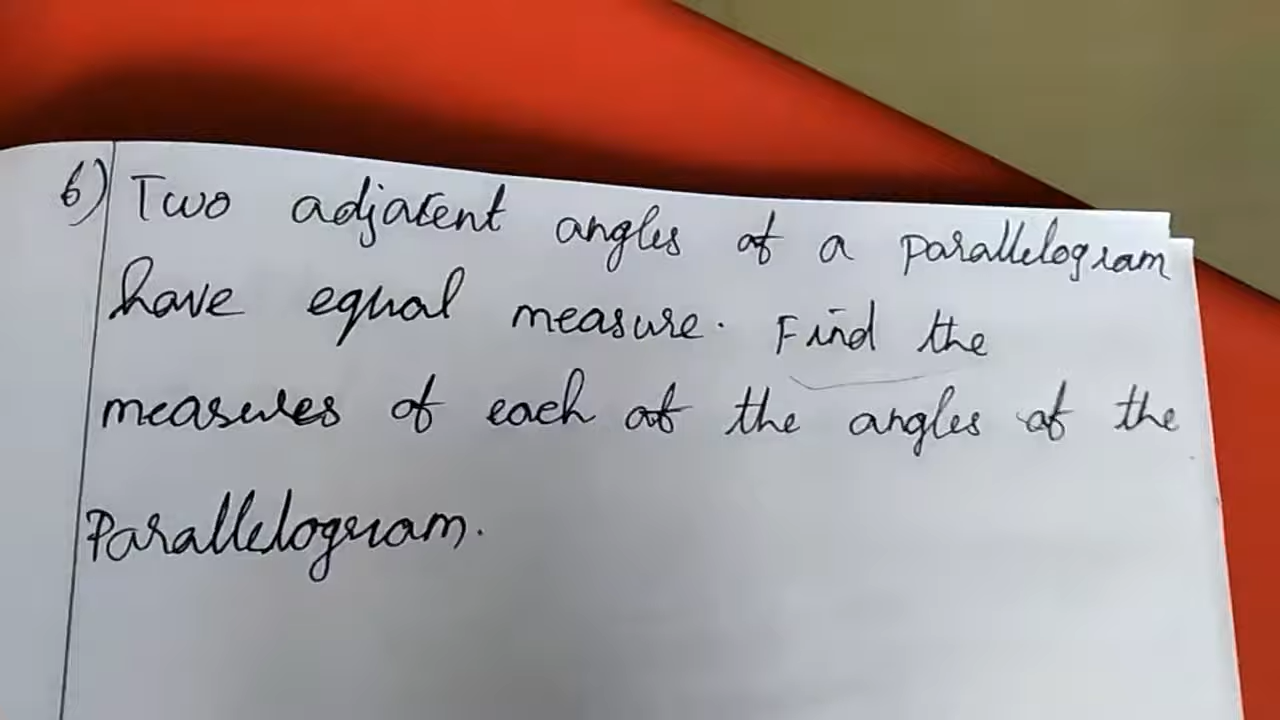 6) Two adjacent angles of a parallelogram
have equal measure. Find the
measures of each of the angles of the
Parallelogram.